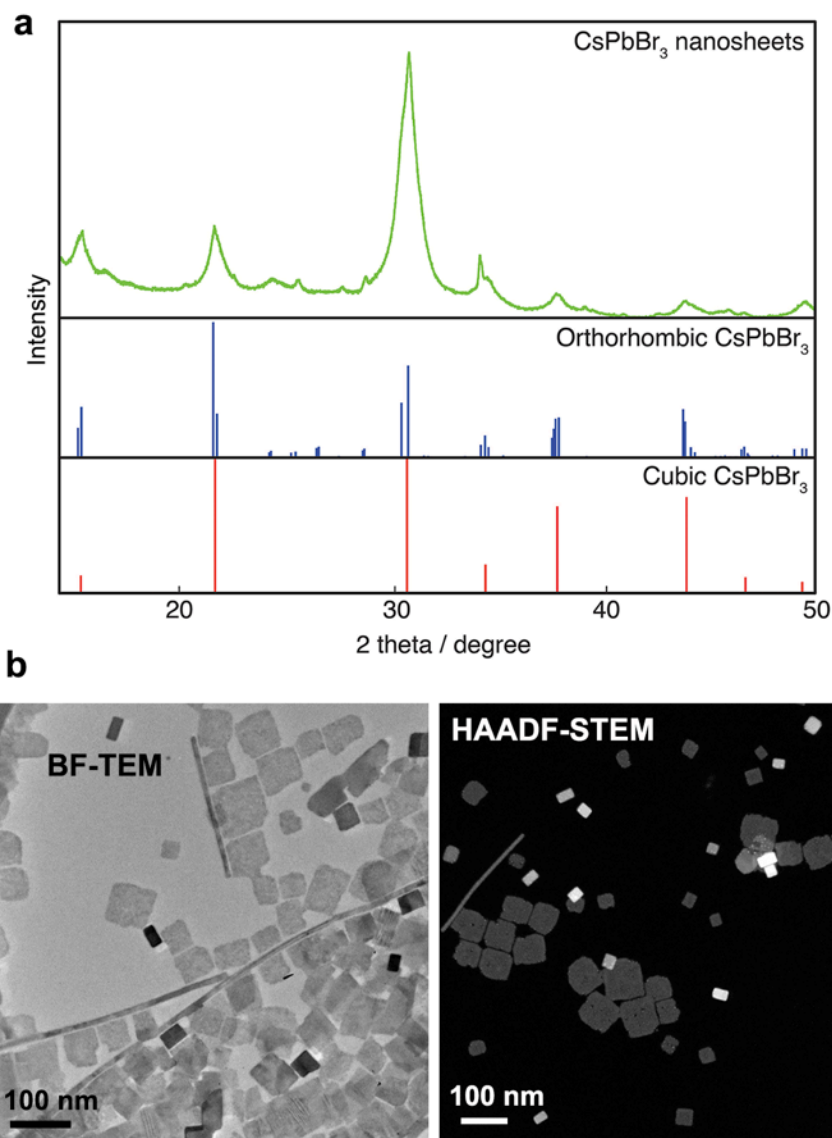 a
CsPbBr₃ nanosheets
Intensity
Orthorhombic CsPbBr₃
Cubic CsPbBr₃
20 30 40 50
2 theta / degree
b
BF-TEM
100 nm
HAADF-STEM
100 nm